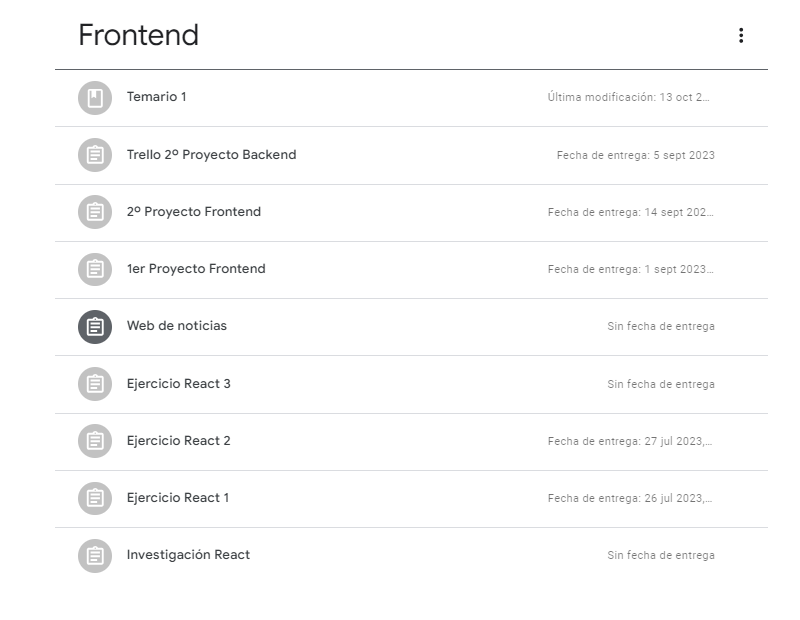 Frontend
Temario 1 Última modificación: 13 oct 2…
Trello 2º Proyecto Backend Fecha de entrega: 5 sept 2023
2º Proyecto Frontend Fecha de entrega: 14 sept 202…
1er Proyecto Frontend Fecha de entrega: 1 sept 2023…
Web de noticias Sin fecha de entrega
Ejercicio React 3 Sin fecha de entrega
Ejercicio React 2 Fecha de entrega: 27 jul 2023,…
Ejercicio React 1 Fecha de entrega: 26 jul 2023,…
Investigación React Sin fecha de entrega